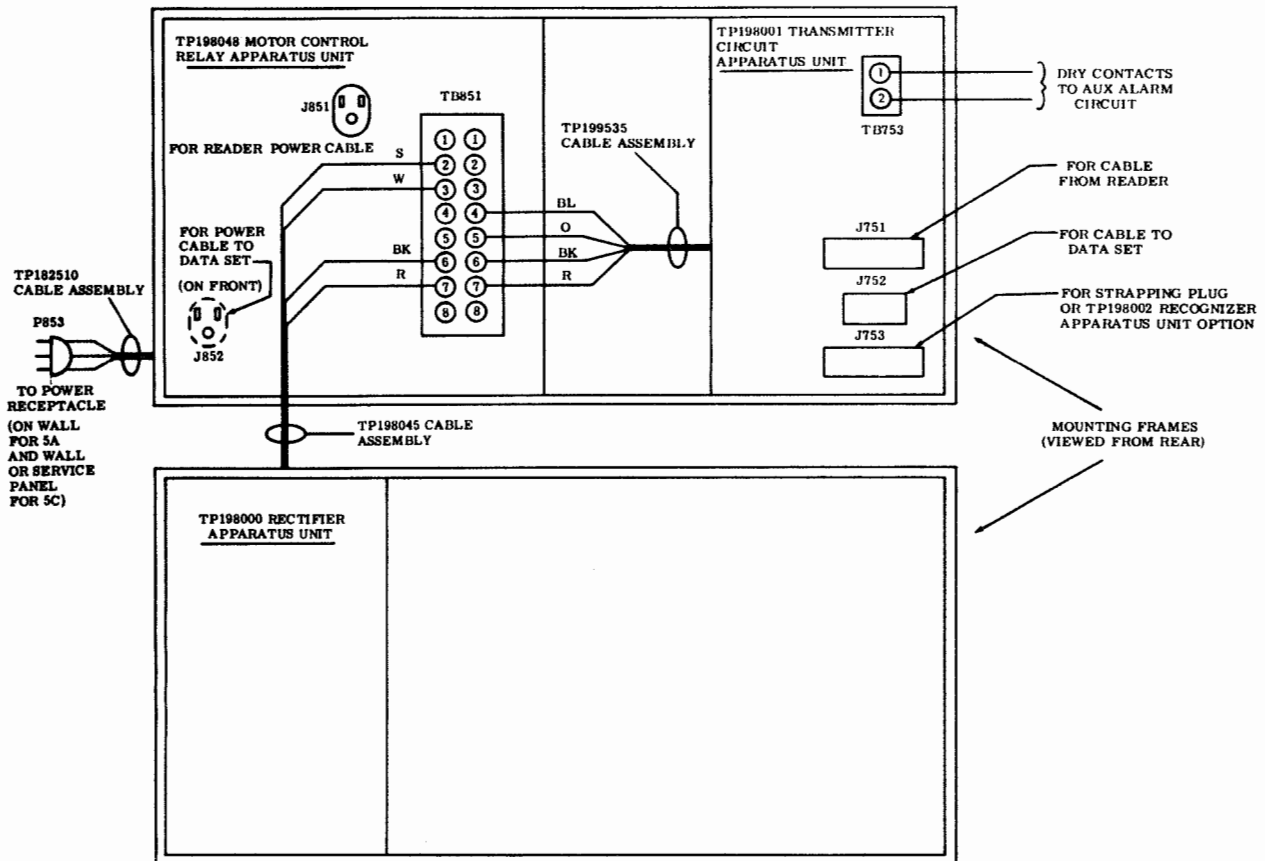 TP198048 MOTOR CONTROL
RELAY APPARATUS UNIT
J851
FOR READER POWER CABLE
TB851
1 1
2 2
3 3
4 4
5 5
6 6
7 7
8 8
S
W
BK
R
BL
O
BK
R
FOR POWER
CABLE TO
DATA SET
(ON FRONT)
J852
TP182510
CABLE ASSEMBLY
P853
TO POWER
RECEPTACLE
(ON WALL
FOR 5A
AND WALL
OR SERVICE
PANEL
FOR 5C)
TP199535
CABLE ASSEMBLY
TP198001 TRANSMITTER
CIRCUIT
APPARATUS UNIT
1
2
TB753
DRY CONTACTS
TO AUX ALARM
CIRCUIT
FOR CABLE
FROM READER
J751
FOR CABLE TO
DATA SET
J752
FOR STRAPPING PLUG
OR TP198002 RECOGNIZER
APPARATUS UNIT OPTION
J753
TP198045 CABLE
ASSEMBLY
MOUNTING FRAMES
(VIEWED FROM REAR)
TP198000 RECTIFIER
APPARATUS UNIT